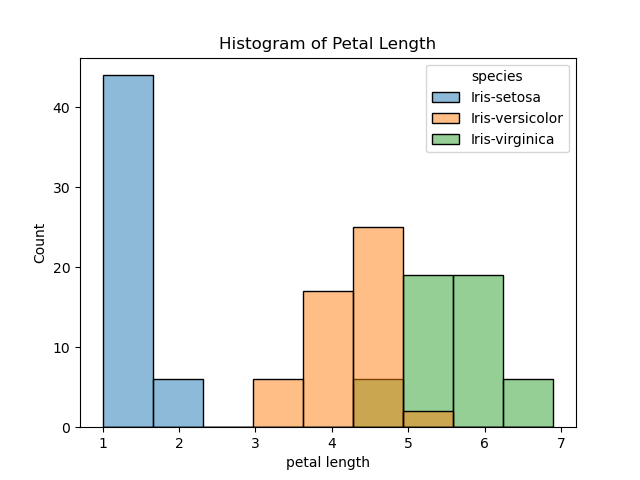 Histogram of Petal Length
species
Iris-setosa
Iris-versicolor
Iris-virginica
Count
40
30
20
10
0
1 2 3 4 5 6 7
petal length